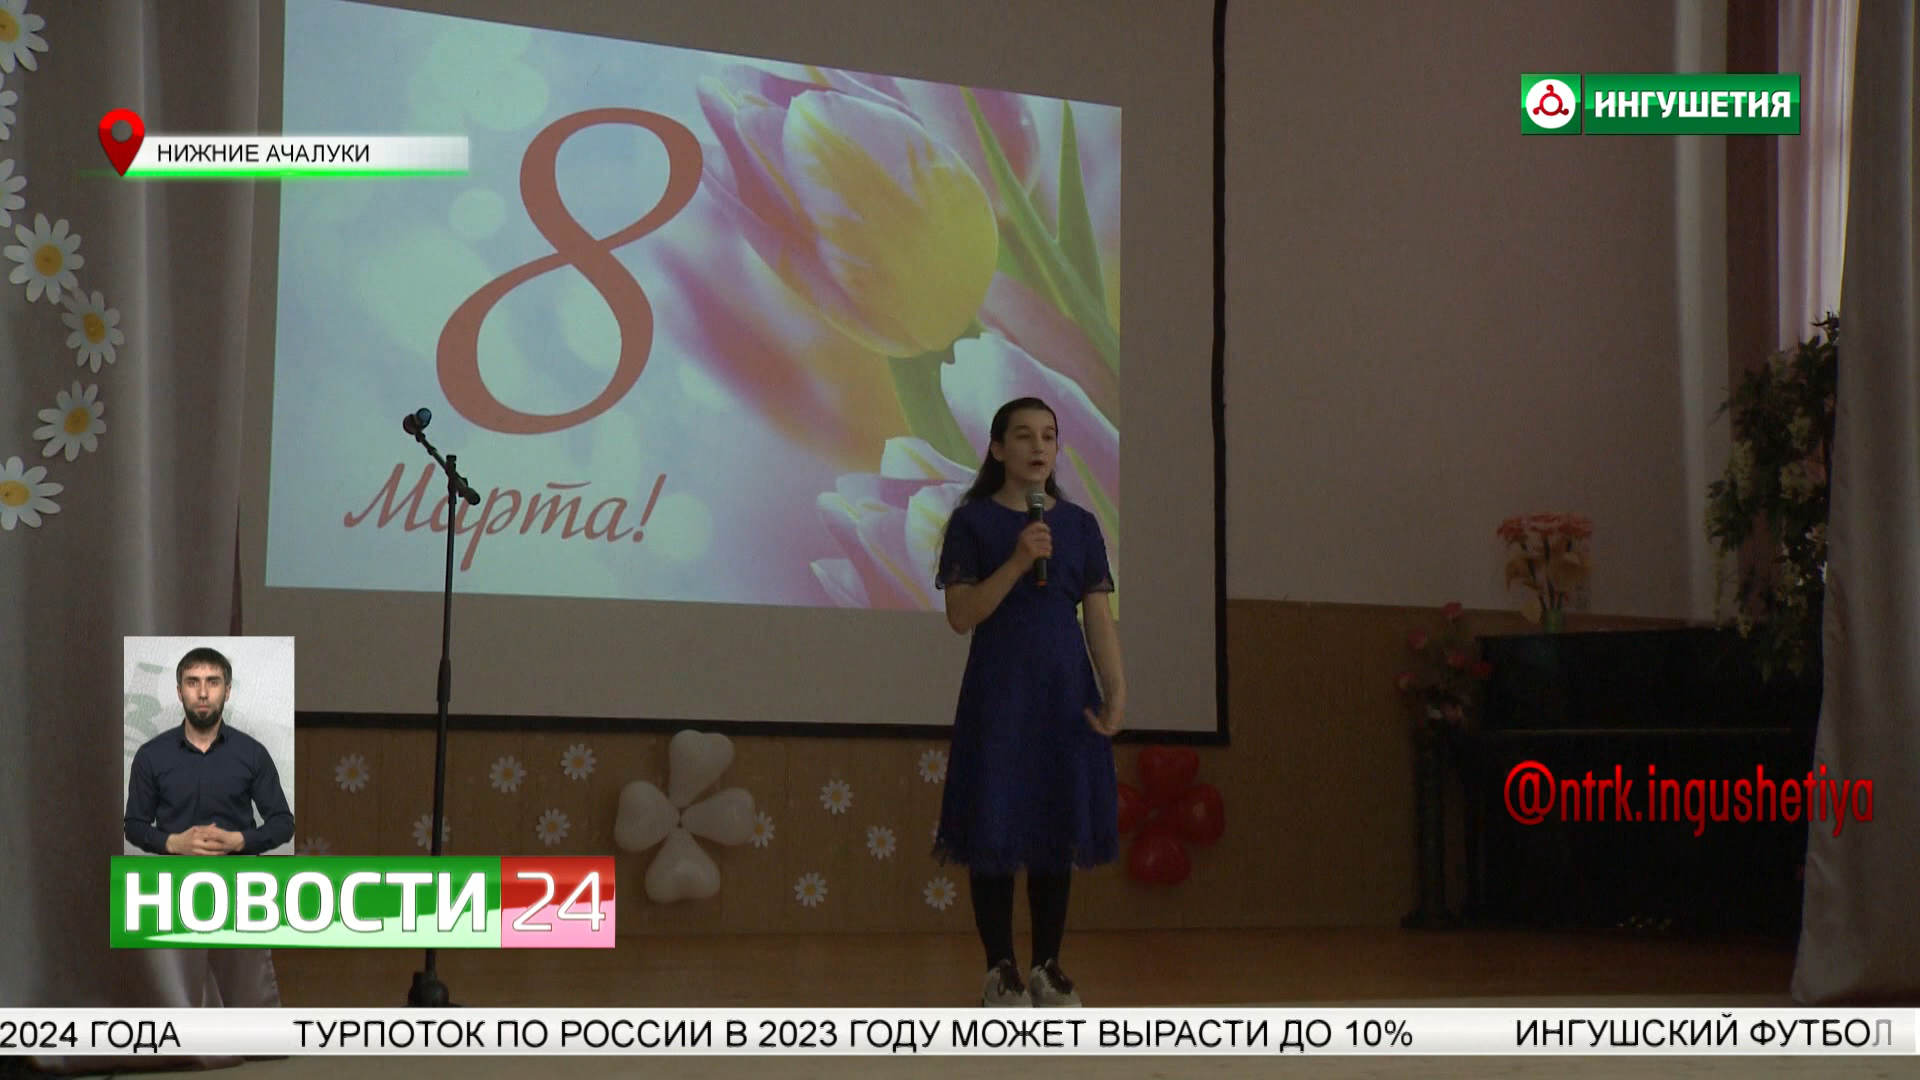 ИНГУШЕТИЯ
НИЖНИЕ АЧАЛУКИ
8
Марта!
@ntrk.ingushetiya
НОВОСТИ 24
2024 ГОДА ТУРПОТОК ПО РОССИИ В 2023 ГОДУ МОЖЕТ ВЫРАСТИ ДО 10% ИНГУШСКИЙ ФУТБОЛ